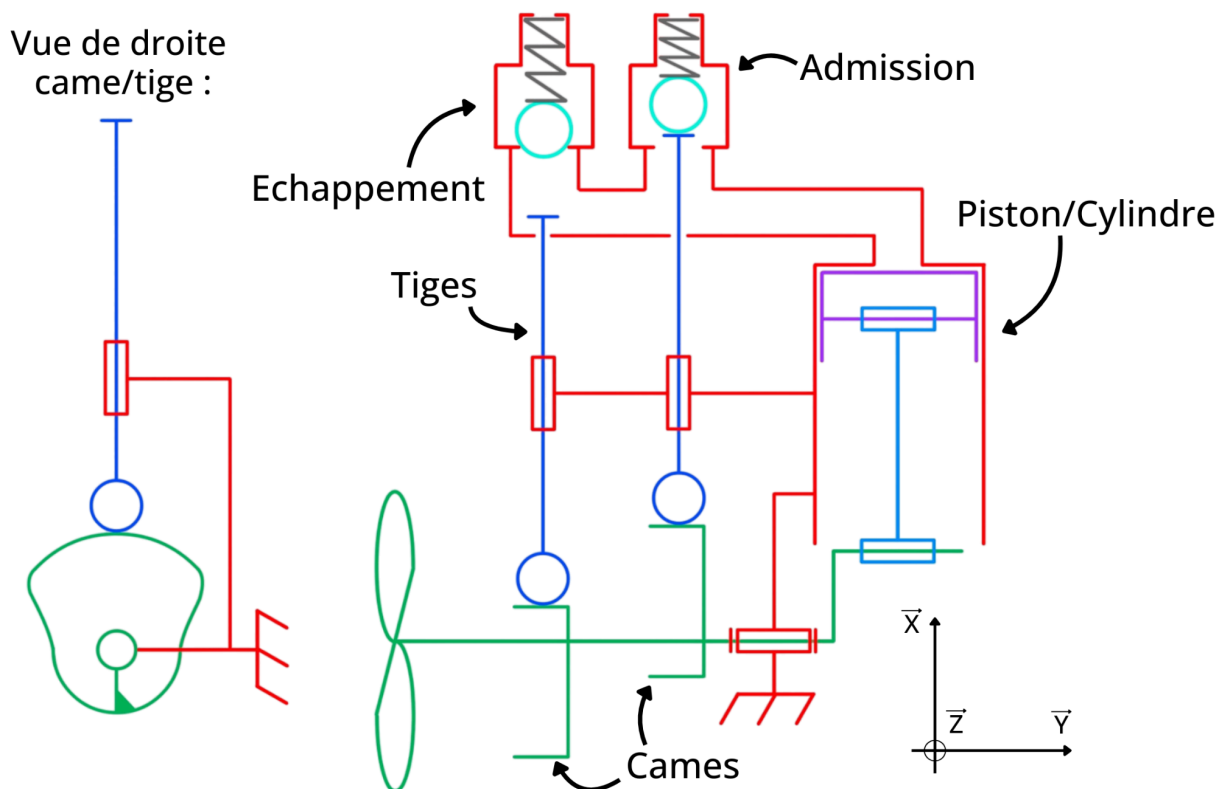 Vue de droite
came/tige :
Admission
Echappement
Piston/Cylindre
Tiges
Cames
X
Z
Y